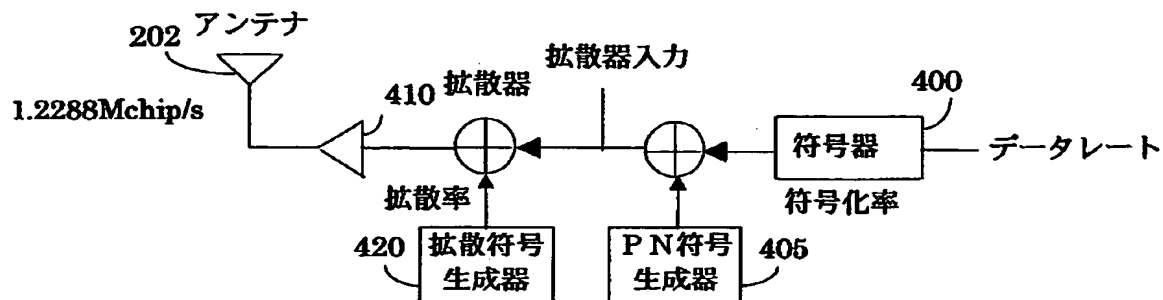 アンテナ
202
1.2288Mchip/s
410
拡散器
拡散器入力
400
符号器
データレート
符号化率
拡散率
420
拡散符号
生成器
PN符号
生成器
405